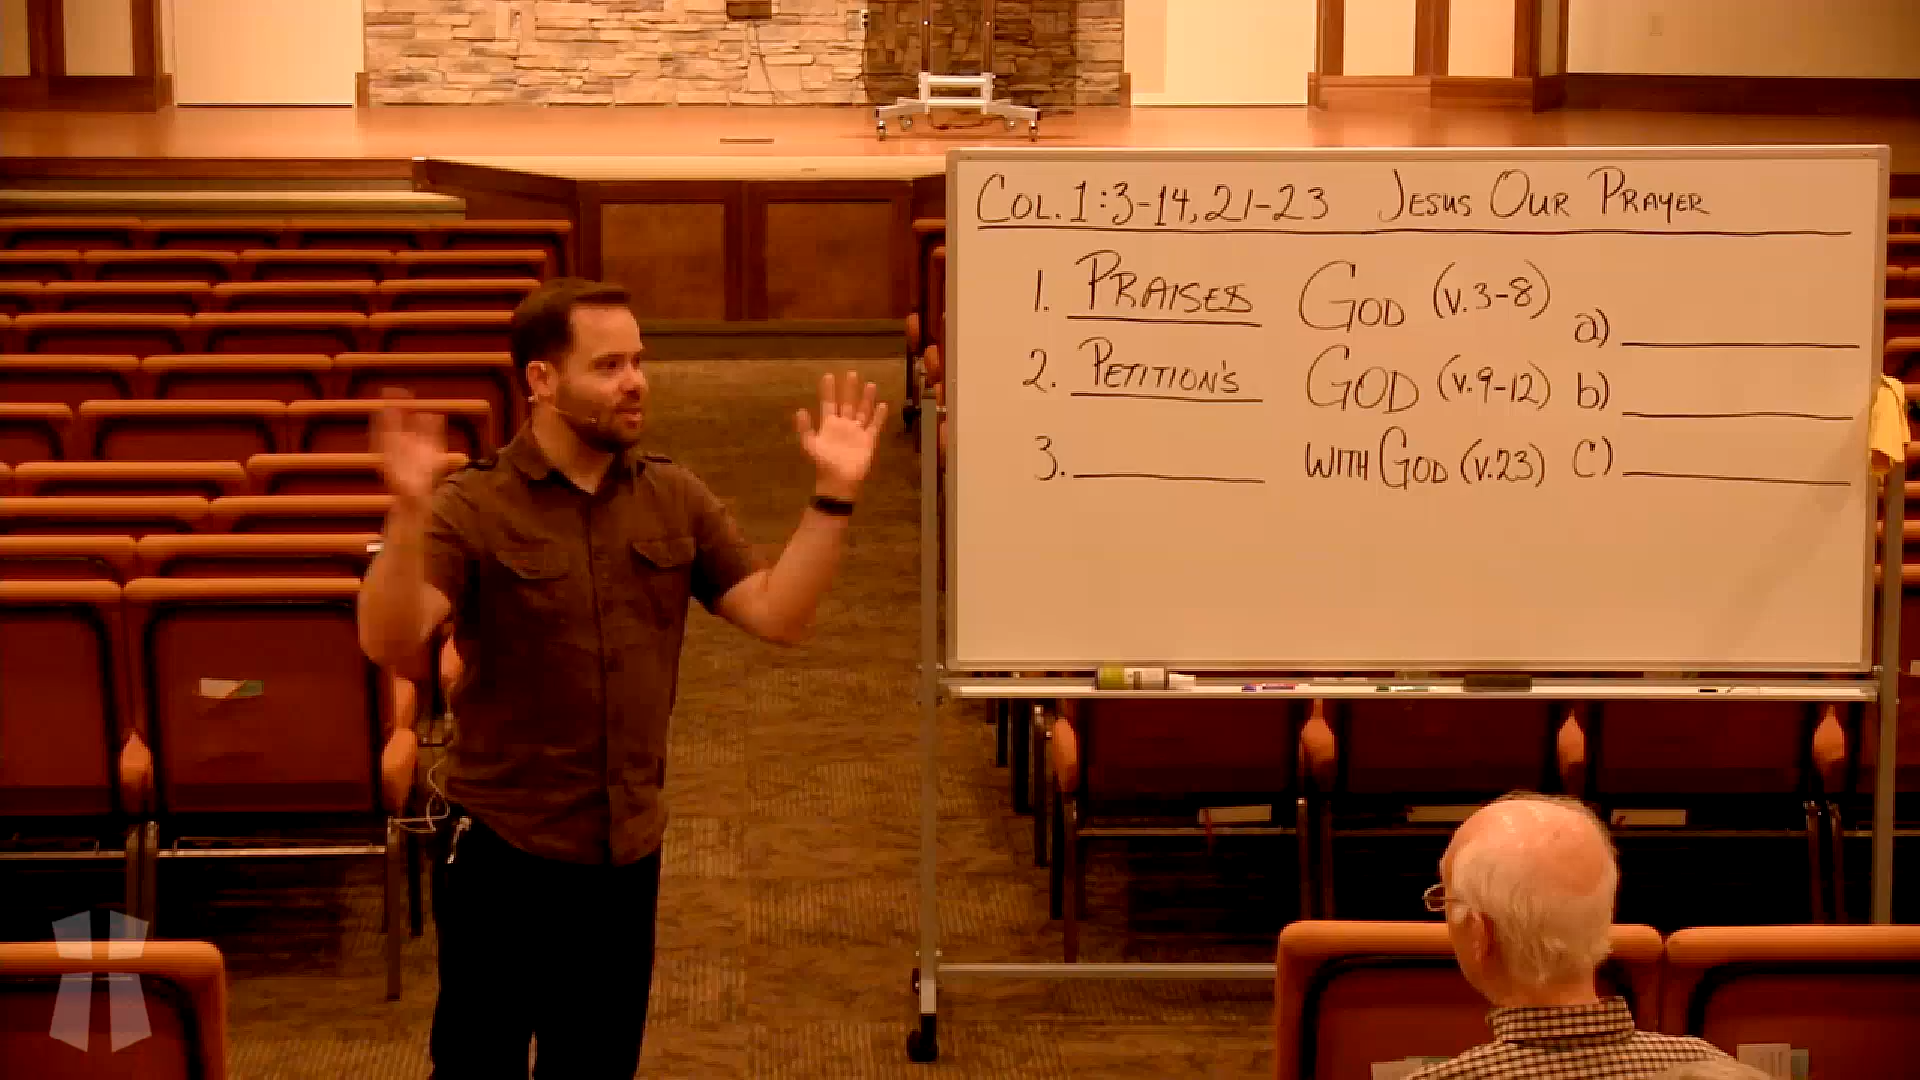 COL. 1:3-14, 21-23 JESUS OUR PRAYER
1. PRAISES GOD (v.3-8)
a)
2. PETITION'S GOD (v.9-12) b)
3. WITH GOD (v.23) c)